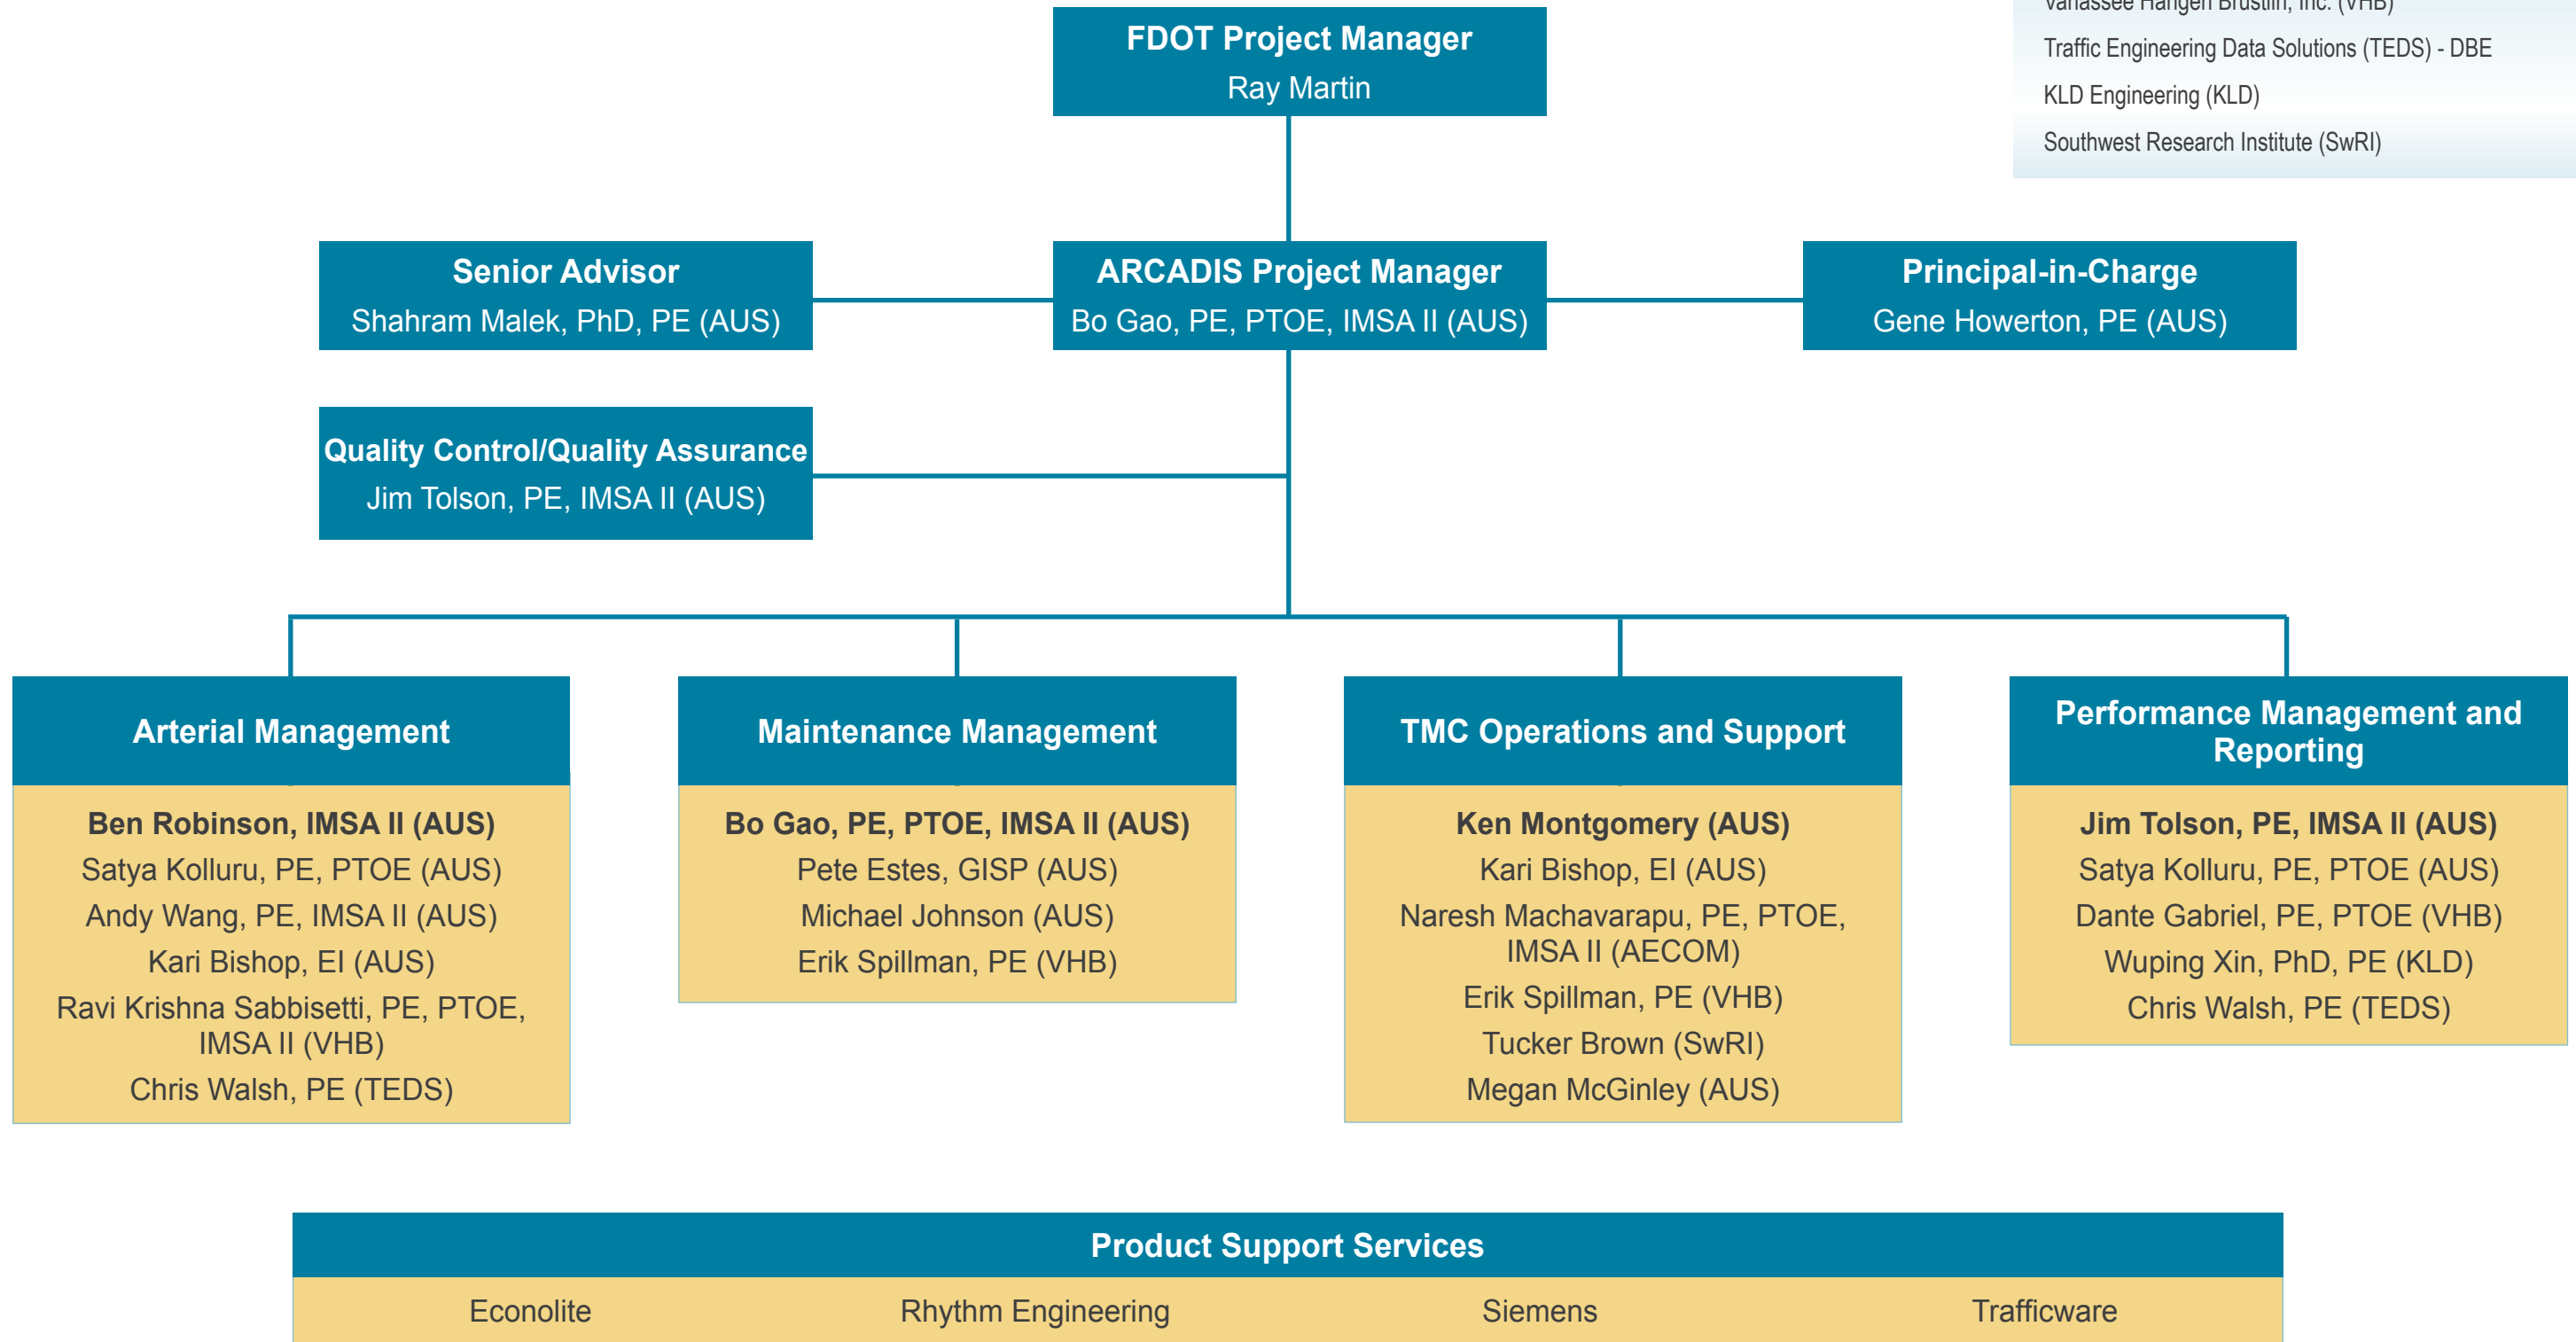 Vanasse Hangen Brustlin, Inc. (VHB)
Traffic Engineering Data Solutions (TEDS) - DBE
KLD Engineering (KLD)
Southwest Research Institute (SwRI)
FDOT Project Manager
Ray Martin
Senior Advisor
Shahram Malek, PhD, PE (AUS)
ARCADIS Project Manager
Bo Gao, PE, PTOE, IMSA II (AUS)
Principal-in-Charge
Gene Howerton, PE (AUS)
Quality Control/Quality Assurance
Jim Tolson, PE, IMSA II (AUS)
Arterial Management
Ben Robinson, IMSA II (AUS)
Satya Kolluru, PE, PTOE (AUS)
Andy Wang, PE, IMSA II (AUS)
Kari Bishop, EI (AUS)
Ravi Krishna Sabbisetti, PE, PTOE,
IMSA II (VHB)
Chris Walsh, PE (TEDS)
Maintenance Management
Bo Gao, PE, PTOE, IMSA II (AUS)
Pete Estes, GISP (AUS)
Michael Johnson (AUS)
Erik Spillman, PE (VHB)
TMC Operations and Support
Ken Montgomery (AUS)
Kari Bishop, EI (AUS)
Naresh Machavarapu, PE, PTOE,
IMSA II (AECOM)
Erik Spillman, PE (VHB)
Tucker Brown (SwRI)
Megan McGinley (AUS)
Performance Management and
Reporting
Jim Tolson, PE, IMSA II (AUS)
Satya Kolluru, PE, PTOE (AUS)
Dante Gabriel, PE, PTOE (VHB)
Wuping Xin, PhD, PE (KLD)
Chris Walsh, PE (TEDS)
Product Support Services
Econolite Rhythm Engineering Siemens Trafficware